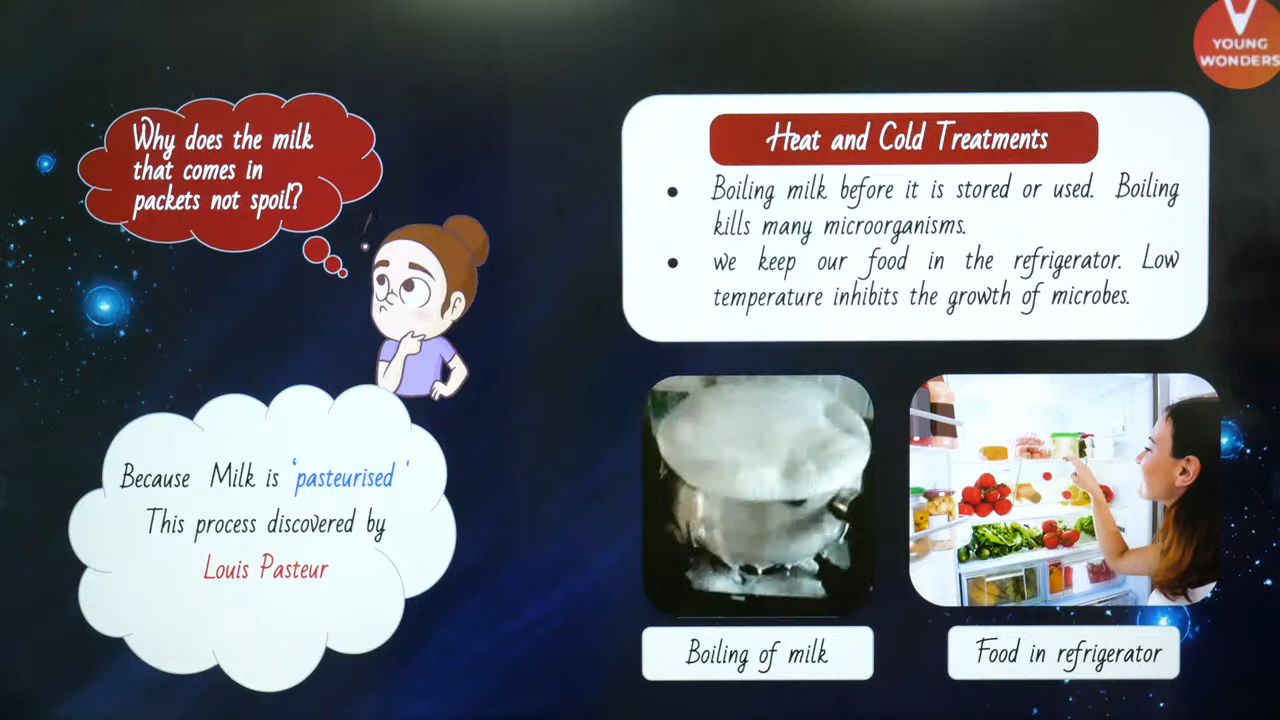 YOUNG
WONDERS
Why does the milk
that comes in
packets not spoil?
Because Milk is 'pasteurised '
This process discovered by
Louis Pasteur
Heat and Cold Treatments
• Boiling milk before it is stored or used. Boiling
kills many microorganisms.
• we keep our food in the refrigerator. Low
temperature inhibits the growth of microbes.
Boiling of milk
Food in refrigerator